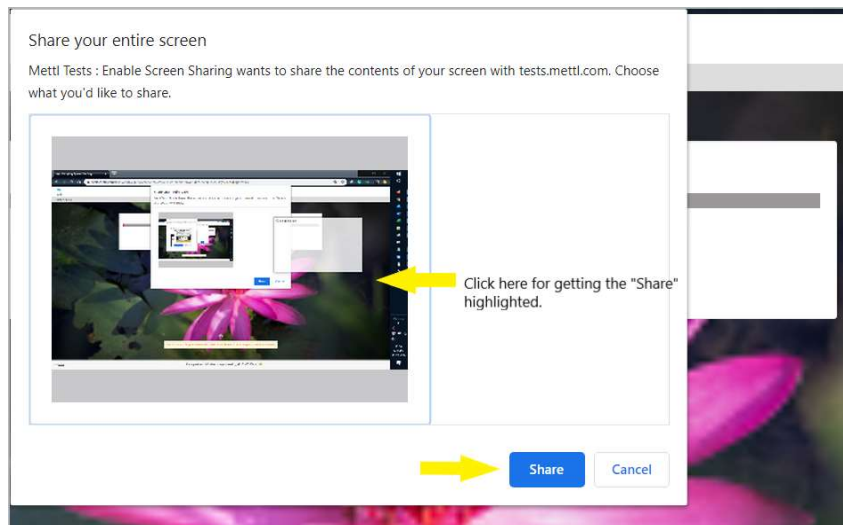 Share your entire screen
Mettl Tests : Enable Screen Sharing wants to share the contents of your screen with tests.mettl.com. Choose
what you'd like to share.
Click here for getting the "Share"
highlighted.
Share
Cancel